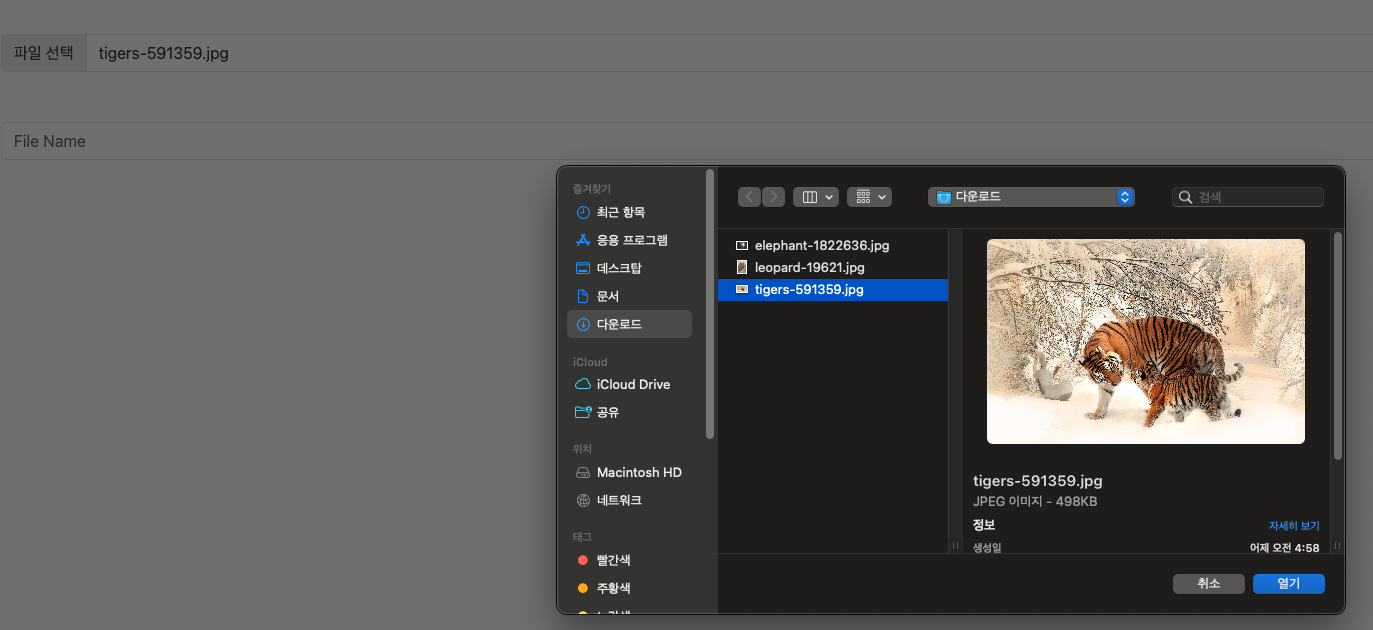 파일 선택 tigers-591359.jpg
File Name
즐겨찾기
최근 항목
응용 프로그램
데스크탑
문서
다운로드
iCloud
iCloud Drive
공유
위치
Macintosh HD
네트워크
태그
빨간색
주황색
다운로드
검색
elephant-1822636.jpg
leopard-19621.jpg
tigers-591359.jpg
tigers-591359.jpg
JPEG 이미지 - 498KB
정보 자세히 보기
생성일 어제 오전 4:58
취소 열기